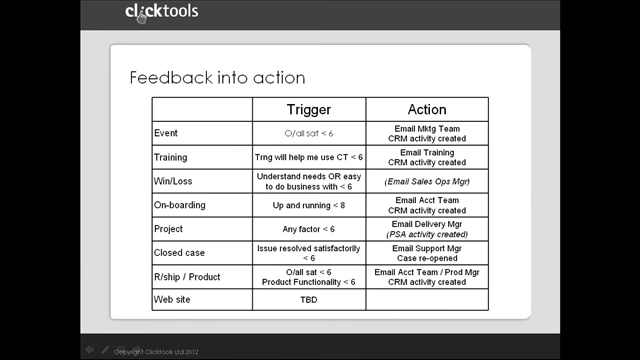 clicktools
Feedback into action
Trigger
Action
Event
O/all sat < 6
Email Mktg Team
CRM activity created
Training
Trng will help me use CT < 6
Email Training
CRM activity created
Win/Loss
Understand needs OR easy
to do business with < 6
(Email Sales Ops Mgr)
On-boarding
Up and running < 8
Email Acct Team
CRM activity created
Project
Any factor < 6
Email Delivery Mgr
(PSA activity created)
Closed case
Issue resolved satisfactorily
< 6
Email Support Mgr
Case re-opened
R/ship / Product
O/all sat < 6
Product Functionality < 6
Email Acct Team / Prod Mgr
CRM activity created
Web site
TBD
Copyright Clicktools Ltd 2012